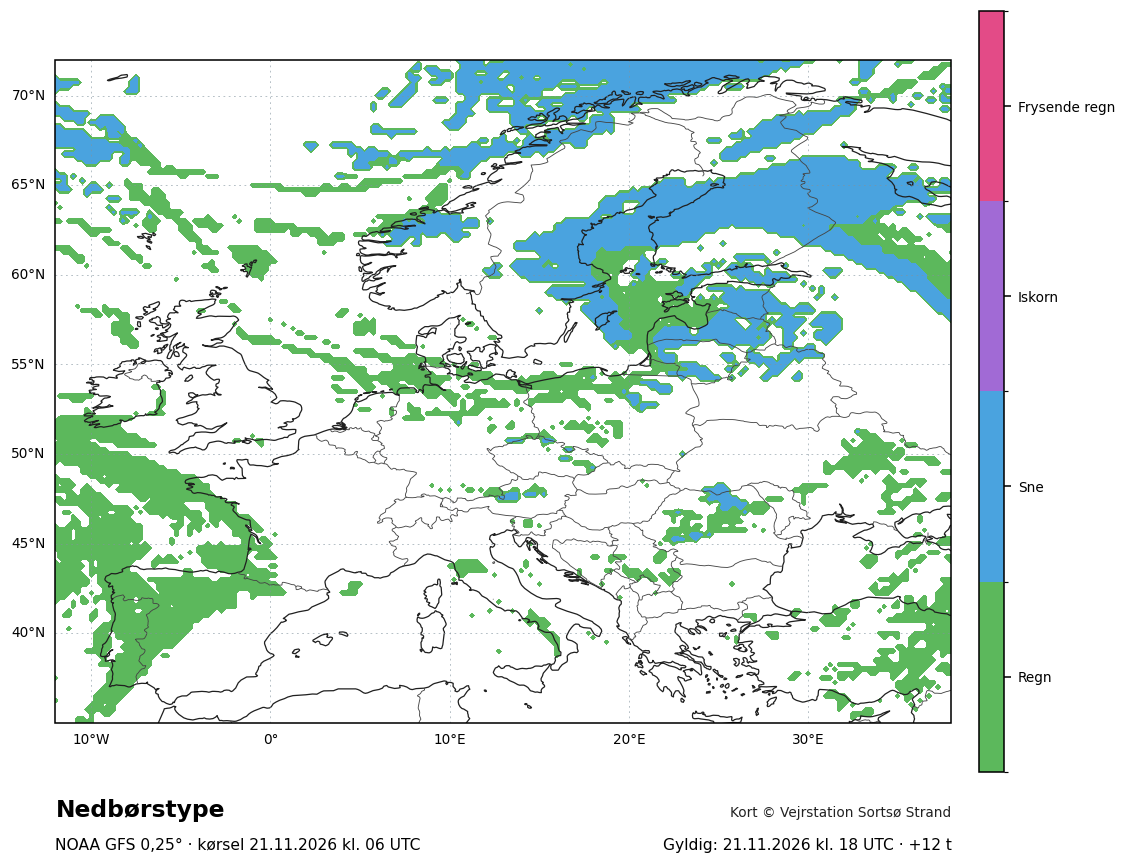 70°N
65°N
60°N
55°N
50°N
45°N
40°N
10°W
0°
10°E
20°E
30°E
Frysende regn
Iskorn
Sne
Regn
Nedbørstype
Kort © Vejrstation Sortsø Strand
NOAA GFS 0,25° · kørsel 21.11.2026 kl. 06 UTC
Gyldig: 21.11.2026 kl. 18 UTC · +12 t